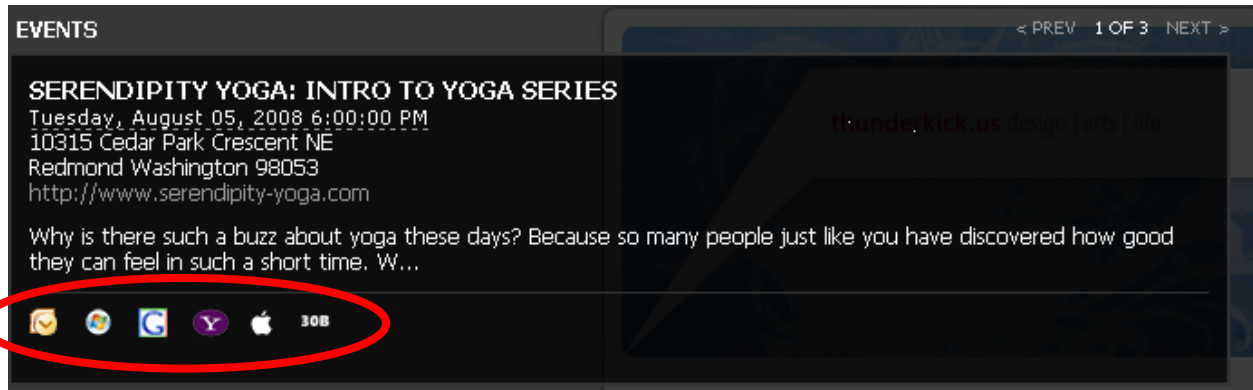 EVENTS
< PREV 1 OF 3 NEXT >
SERENDIPITY YOGA: INTRO TO YOGA SERIES
Tuesday, August 05, 2008 6:00:00 PM
thunderkick.us design | arts | life
10315 Cedar Park Crescent NE
Redmond Washington 98053
http://www.serendipity-yoga.com
Why is there such a buzz about yoga these days? Because so many people just like you have discovered how good
they can feel in such a short time. W...
G Y 30B